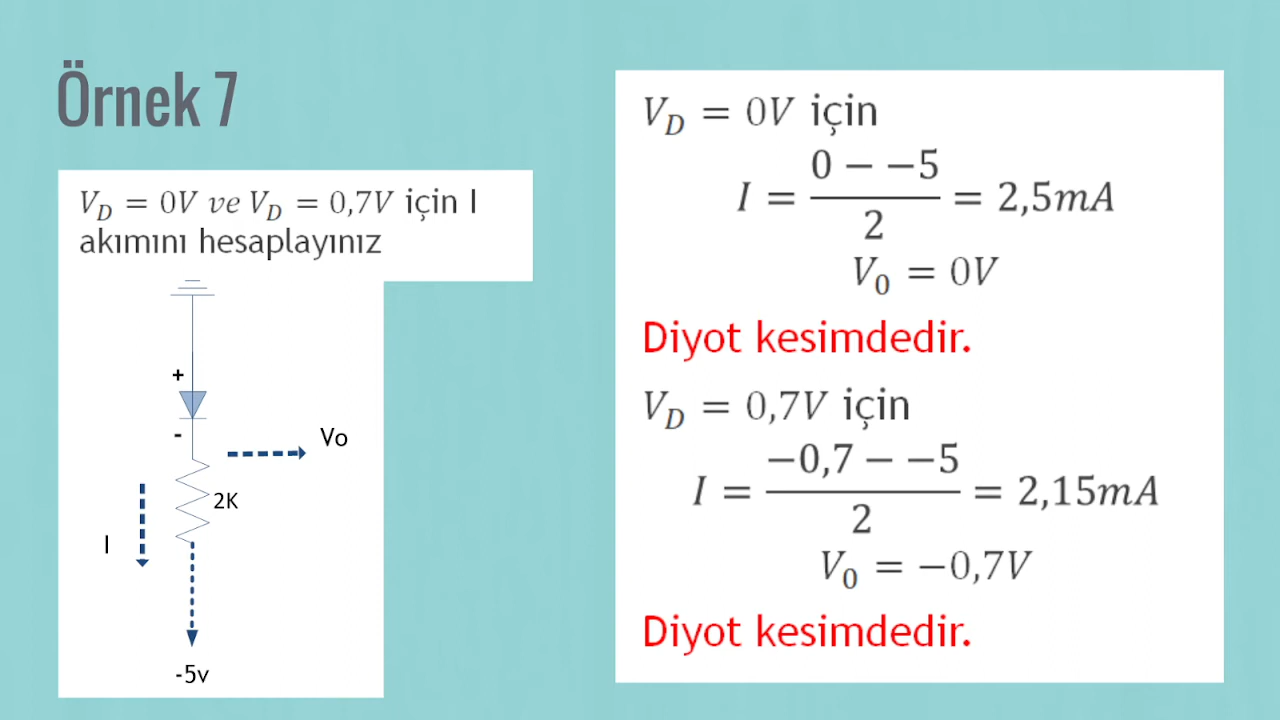 Örnek 7
V_D = 0V ve V_D = 0,7V için I
akımını hesaplayınız
+
-
Vo
2K
I
-5v
V_D = 0V için
I = (0 − −5)/2 = 2,5mA
V_0 = 0V
Diyot kesimdedir.
V_D = 0,7V için
I = (−0,7 − −5)/2 = 2,15mA
V_0 = −0,7V
Diyot kesimdedir.